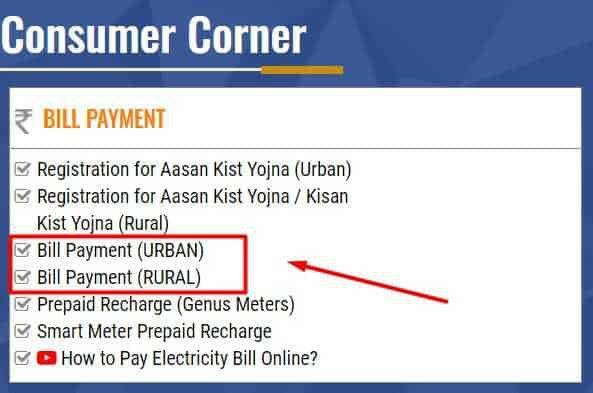 Consumer Corner
₹ BILL PAYMENT
Registration for Aasan Kist Yojna (Urban)
Registration for Aasan Kist Yojna / Kisan
Kist Yojna (Rural)
Bill Payment (URBAN)
Bill Payment (RURAL)
Prepaid Recharge (Genus Meters)
Smart Meter Prepaid Recharge
How to Pay Electricity Bill Online?